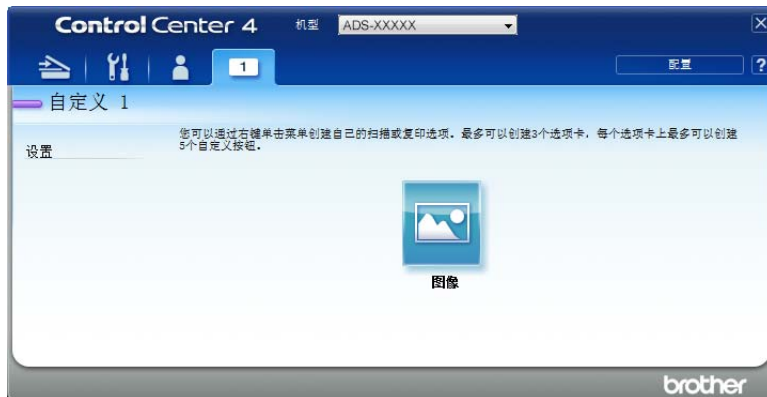 Control Center 4 机型 ADS-XXXXX
1 配置 ?
自定义 1
设置
您可以通过右键单击菜单创建自己的扫描或复印选项。最多可以创建3个选项卡，每个选项卡上最多可以创建
5个自定义按钮。
图像
brother